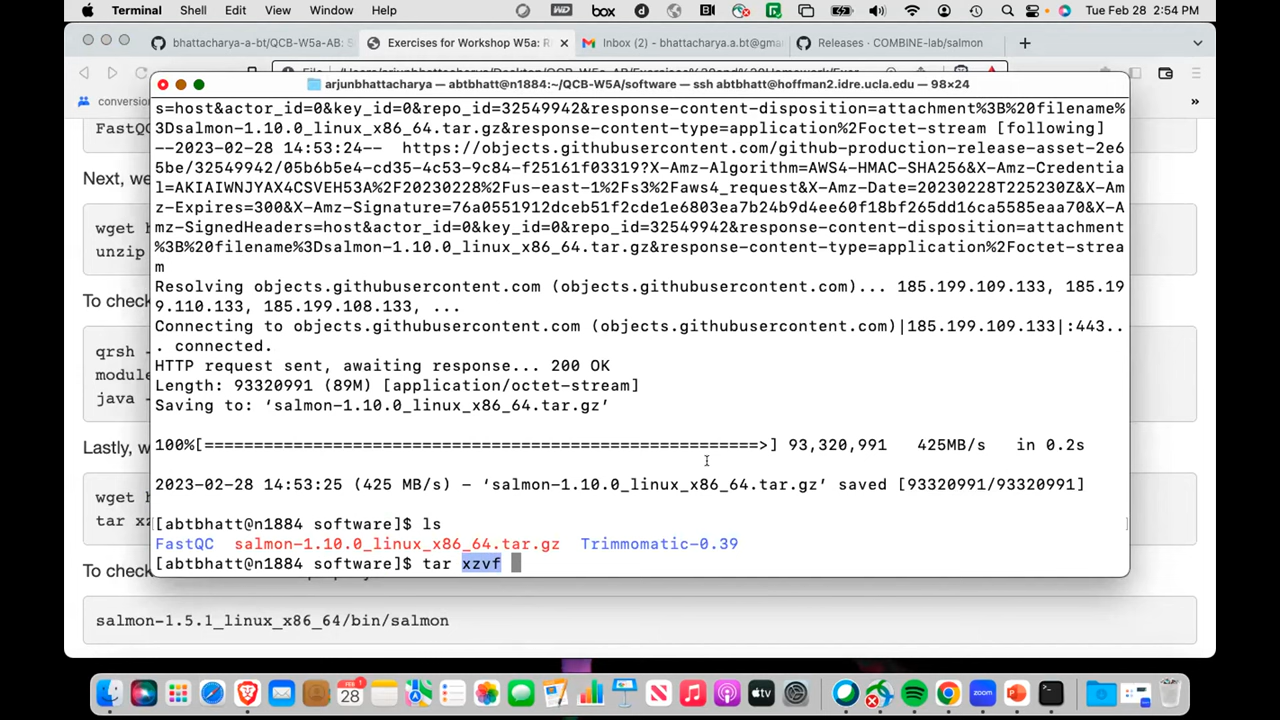 Terminal Shell Edit View Window Help box Tue Feb 28 2:54 PM
bhattacharya-a-bt/QCB-W5a-AB: S Exercises for Workshop W5a: R Inbox (2) – bhattacharya.a.bt@gma Releases · COMBINE-lab/salmon
conversion
»
arjunbhattacharya — abtbhatt@n1884:~/QCB-W5A/software — ssh abtbhatt@hoffman2.idre.ucla.edu — 98×24
s=host&actor_id=0&key_id=0&repo_id=32549942&response-content-disposition=attachment%3B%20filename%
3Dsalmon-1.10.0_linux_x86_64.tar.gz&response-content-type=application%2Foctet-stream [following]
--2023-02-28 14:53:24-- https://objects.githubusercontent.com/github-production-release-asset-2e6
5be/32549942/05b6b5e4-cd35-4c53-9c84-f25161f03319?X-Amz-Algorithm=AWS4-HMAC-SHA256&X-Amz-Credentia
l=AKIAIWNJYAX4CSVEH53A%2F20230228%2Fus-east-1%2Fs3%2Faws4_request&X-Amz-Date=20230228T225230Z&X-Am
z-Expires=300&X-Amz-Signature=76a0551912dceb51f2cde1e6803ea7b24b9d4ee60f18bf265dd16ca5585eaa70&X-A
mz-SignedHeaders=host&actor_id=0&key_id=0&repo_id=32549942&response-content-disposition=attachment
%3B%20filename%3Dsalmon-1.10.0_linux_x86_64.tar.gz&response-content-type=application%2Foctet-strea
m
Resolving objects.githubusercontent.com (objects.githubusercontent.com)... 185.199.109.133, 185.19
9.110.133, 185.199.108.133, ...
Connecting to objects.githubusercontent.com (objects.githubusercontent.com)|185.199.109.133|:443..
. connected.
HTTP request sent, awaiting response... 200 OK
Length: 93320991 (89M) [application/octet-stream]
Saving to: ‘salmon-1.10.0_linux_x86_64.tar.gz’
100%[======================================================>] 93,320,991 425MB/s in 0.2s
2023-02-28 14:53:25 (425 MB/s) – ‘salmon-1.10.0_linux_x86_64.tar.gz’ saved [93320991/93320991]
[abtbhatt@n1884 software]$ ls
FastQC salmon-1.10.0_linux_x86_64.tar.gz Trimmomatic-0.39
[abtbhatt@n1884 software]$ tar xzvf
FastQC
Next, we
wget h
unzip
To check
qrsh -
module
java -
Lastly, w
wget h
tar xz
To check
salmon-1.5.1_linux_x86_64/bin/salmon
FEB
28
zoom
tv